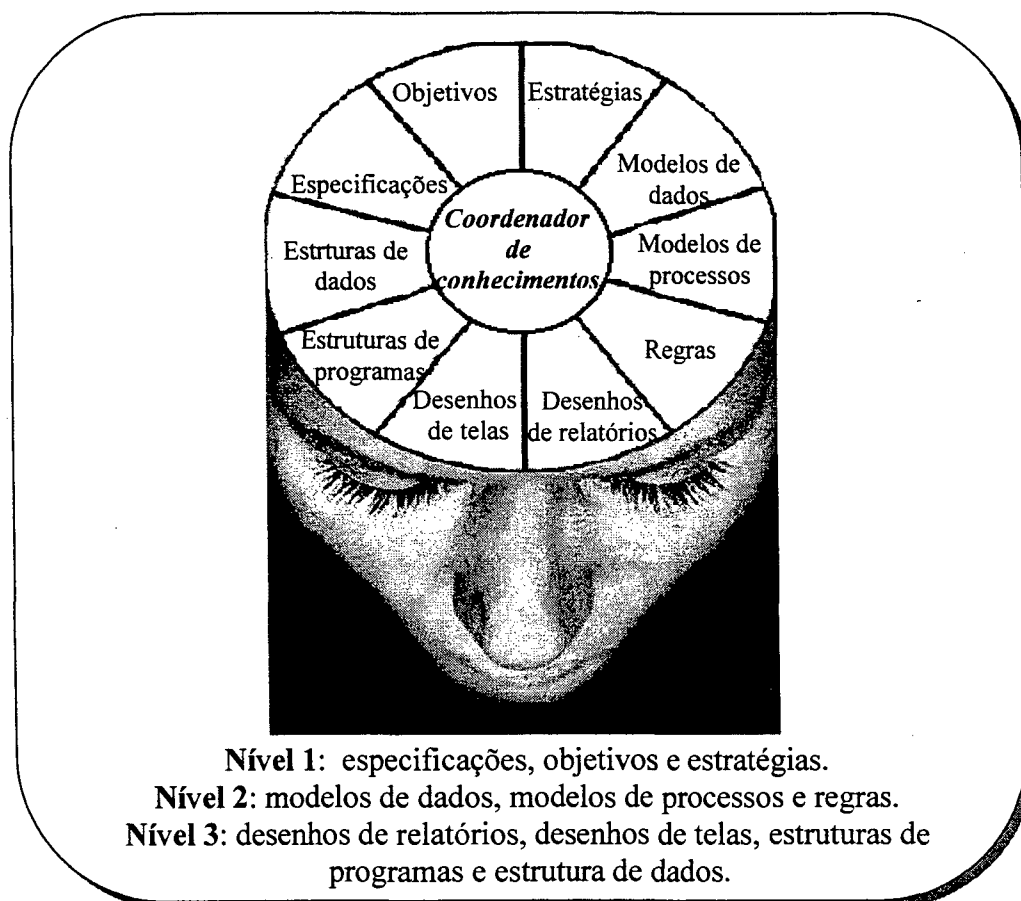 Objetivos
Estratégias
Modelos de
dados
Modelos de
processos
Regras
Desenhos
de relatórios
Desenhos
de telas
Estruturas de
programas
Estrturas de
dados
Especificações
Coordenador
de
conhecimentos
Nível 1: especificações, objetivos e estratégias.
Nível 2: modelos de dados, modelos de processos e regras.
Nível 3: desenhos de relatórios, desenhos de telas, estruturas de
programas e estrutura de dados.